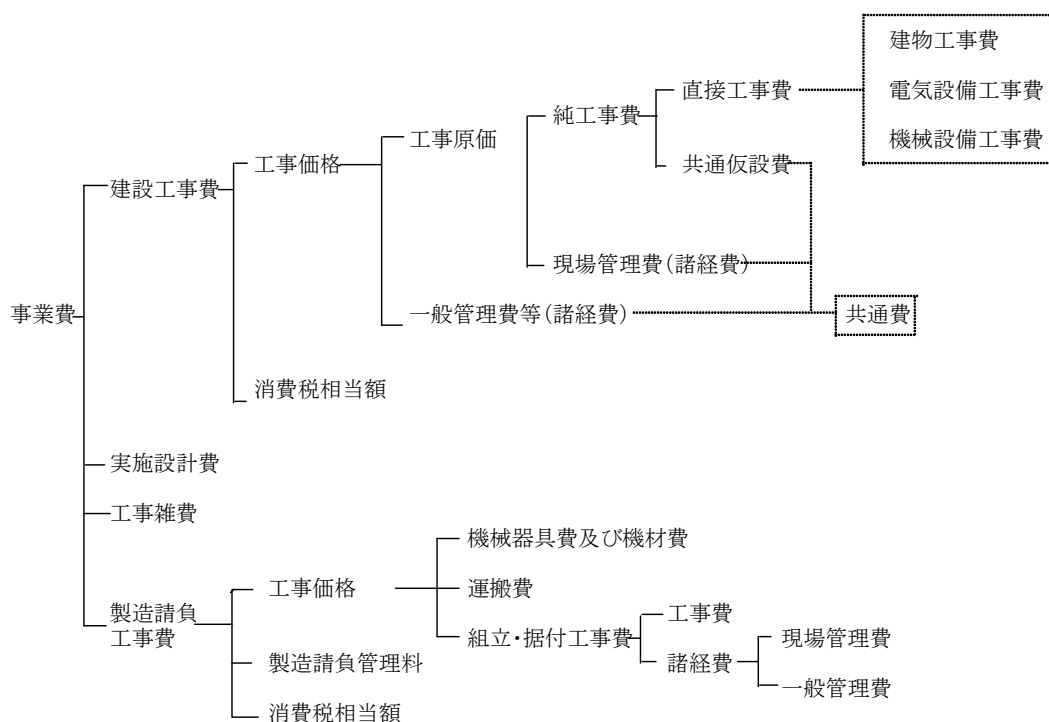 建物工事費
直接工事費
電気設備工事費
純工事費
工事原価
機械設備工事費
工事価格
共通仮設費
建設工事費
現場管理費(諸経費)
事業費
一般管理費等(諸経費)
共通費
消費税相当額
実施設計費
工事雑費
機械器具費及び機材費
工事価格
運搬費
製造請負
工事費
工事費
組立・据付工事費
現場管理費
製造請負管理料
諸経費
一般管理費
消費税相当額